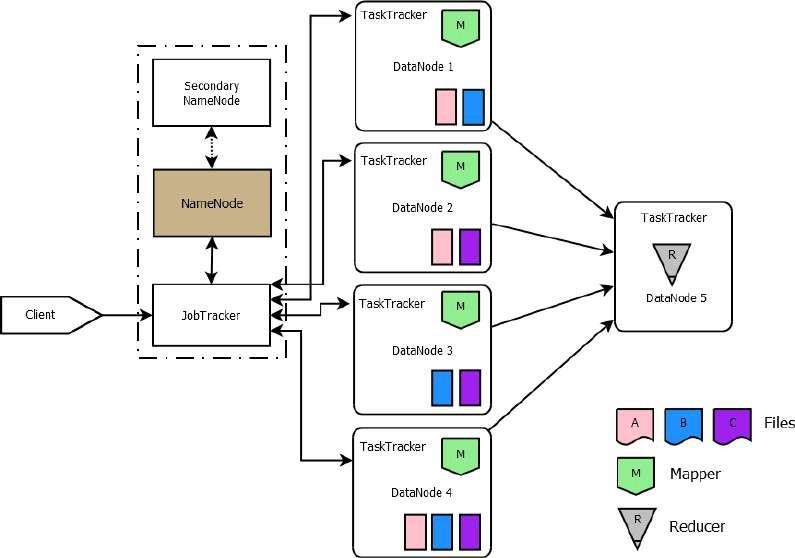 Client
Secondary
NameNode
NameNode
JobTracker
TaskTracker
M
DataNode 1
TaskTracker
M
DataNode 2
TaskTracker
M
DataNode 3
TaskTracker
M
DataNode 4
TaskTracker
R
DataNode 5
A B C Files
M Mapper
R Reducer